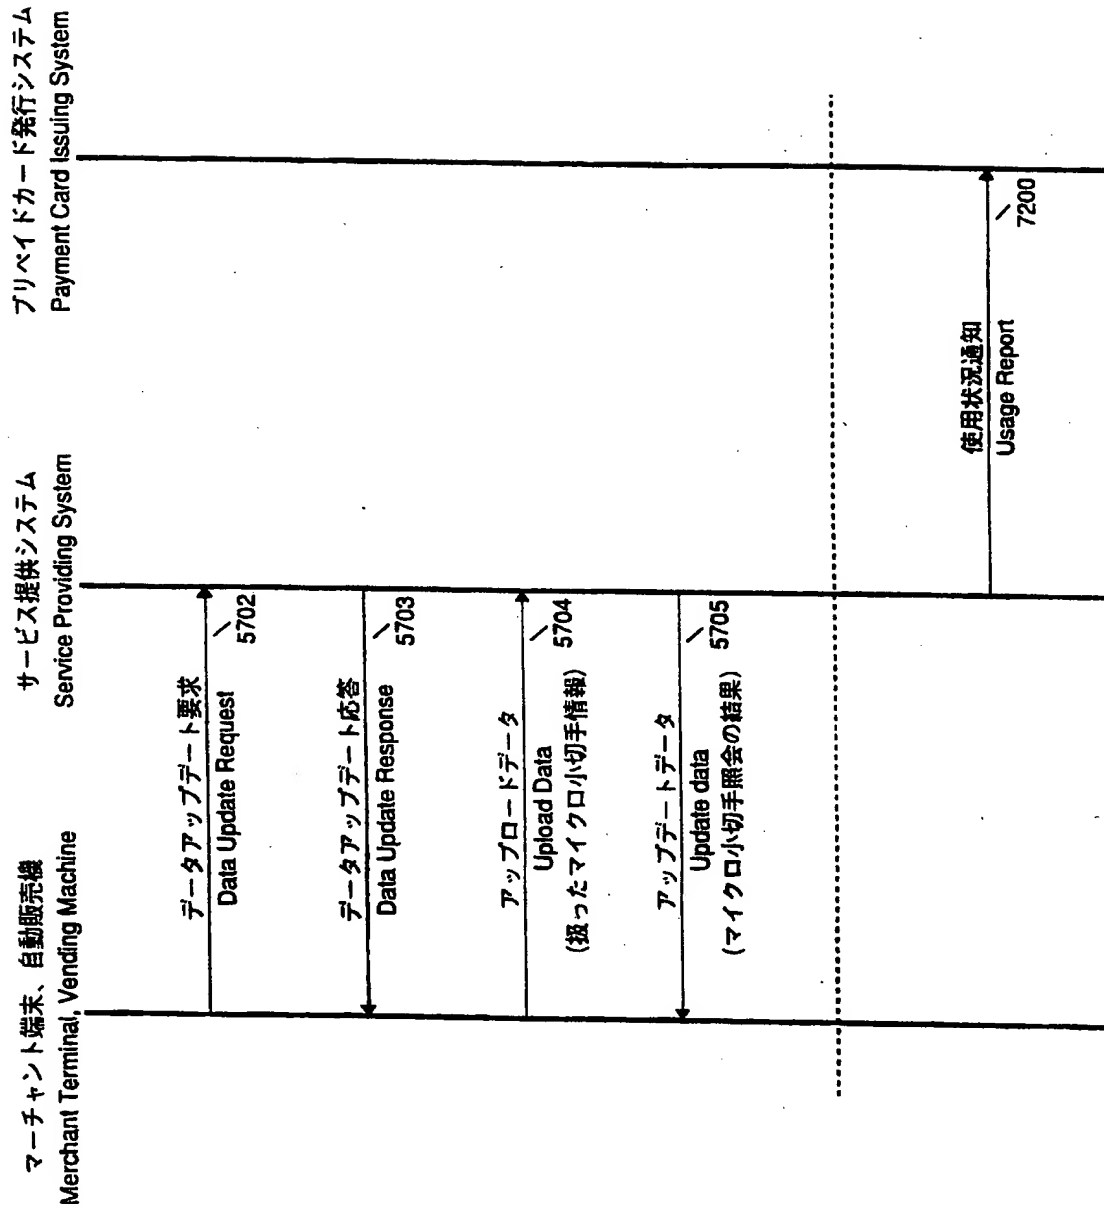 マーチャント端末、自動販売機
Merchant Terminal, Vending Machine
サービス提供システム
Service Providing System
プリペイドカード発行システム
Payment Card Issuing System
データアップデート要求
Data Update Request
5702
データアップデート応答
Data Update Response
5703
アップロードデータ
Upload Data
(扱ったマイクロ小切手情報)
5704
アップデートデータ
Update data
(マイクロ小切手照会の結果)
5705
使用状況通知
Usage Report
7200